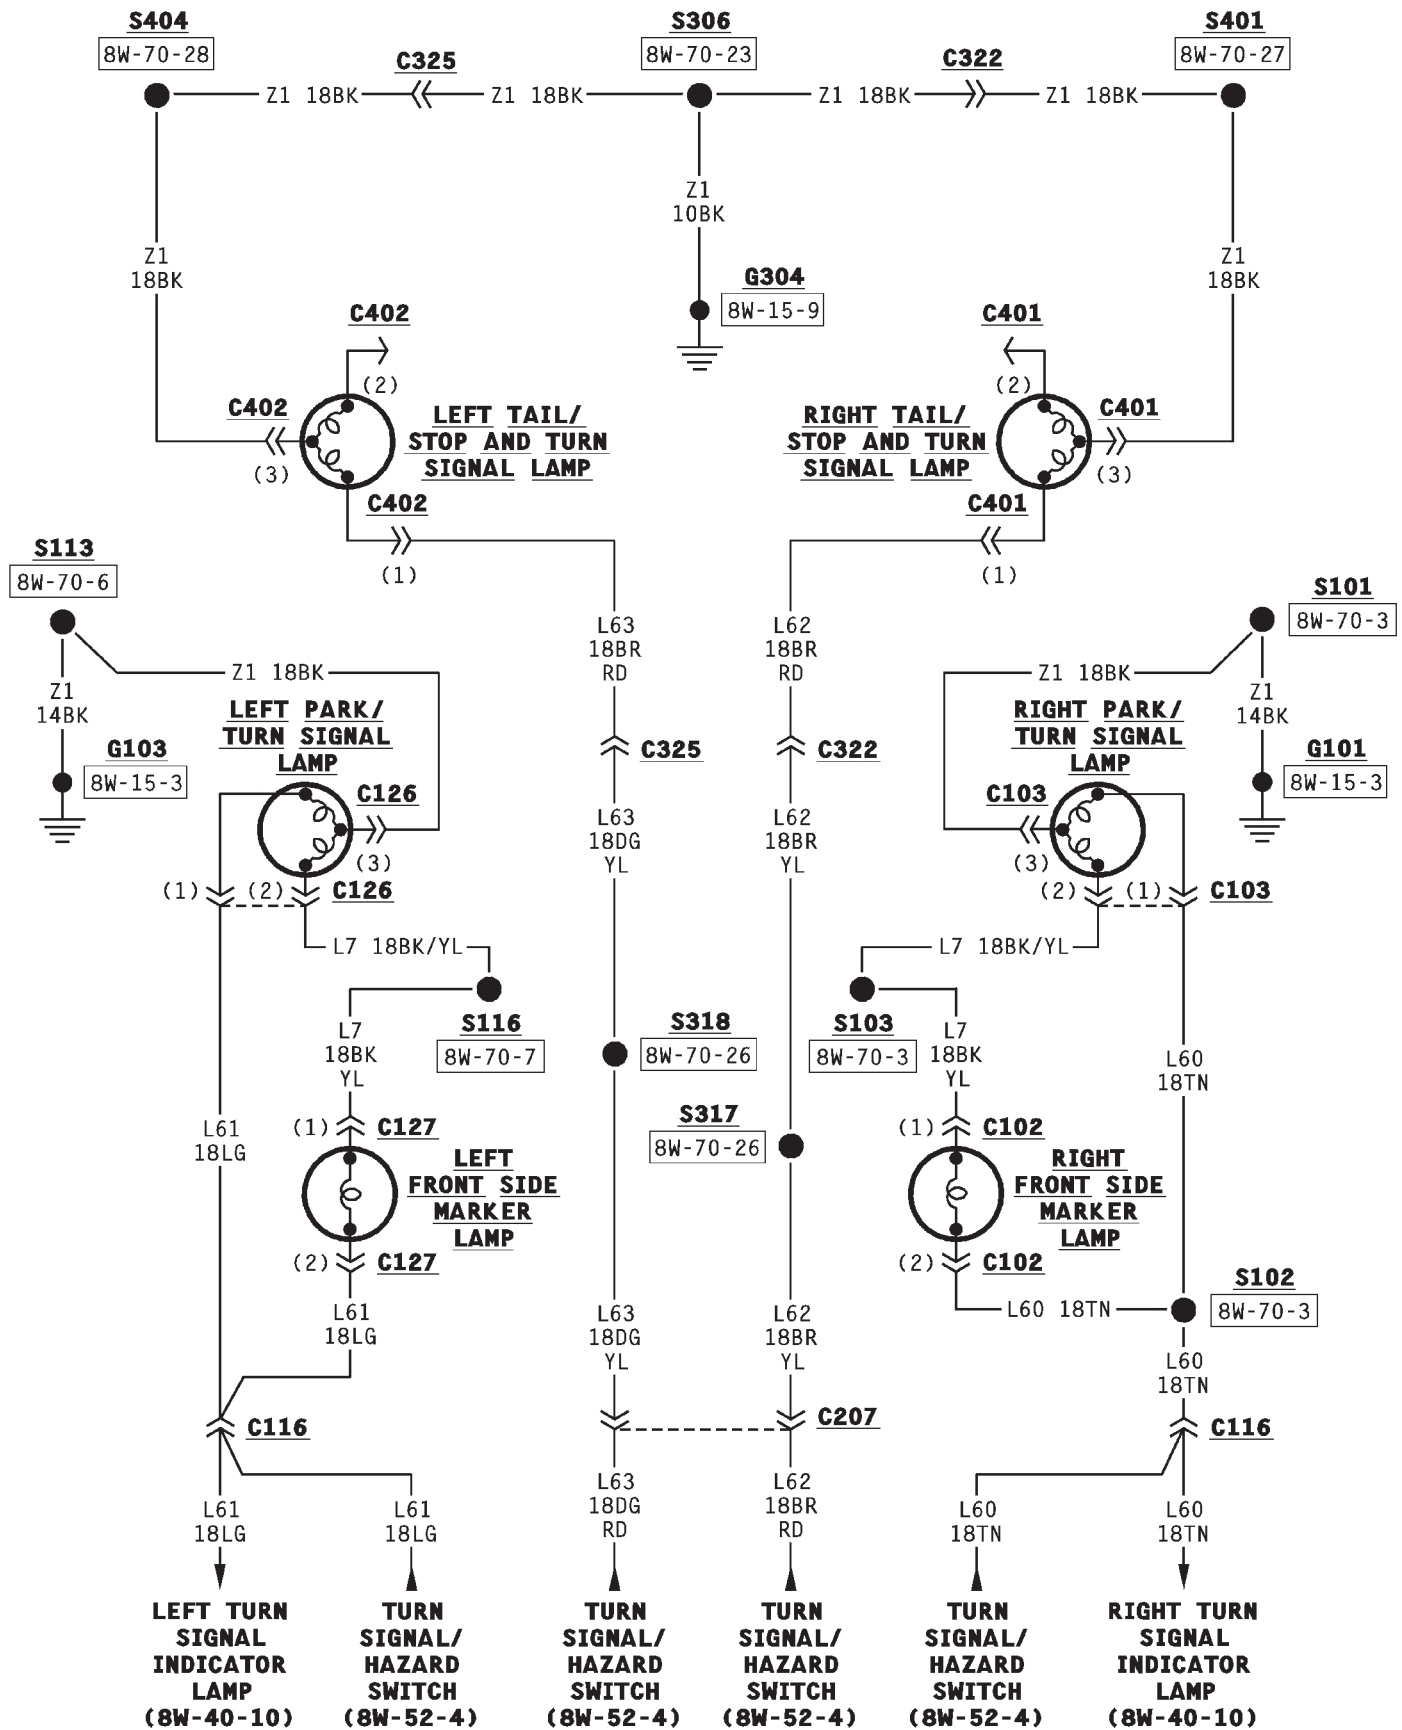 S404
8W-70-28
C325
S306
8W-70-23
C322
S401
8W-70-27
Z1 18BK
Z1 18BK
Z1 18BK
Z1 18BK
Z1
10BK
Z1
18BK
Z1
18BK
G304
8W-15-9
C402
C401
(2)
(2)
C402
(3)
LEFT TAIL/
STOP AND TURN
SIGNAL LAMP
RIGHT TAIL/
STOP AND TURN
SIGNAL LAMP
C401
(3)
C402
(1)
C401
(1)
S113
8W-70-6
S101
8W-70-3
L63
18BR
RD
L62
18BR
RD
Z1 18BK
Z1 18BK
Z1
14BK
Z1
14BK
LEFT PARK/
TURN SIGNAL
LAMP
RIGHT PARK/
TURN SIGNAL
LAMP
G103
8W-15-3
C325
C322
G101
8W-15-3
C126
(3)
L63
18DG
YL
L62
18BR
YL
C103
(3)
(1)
(2)
C126
(2)
(1)
C103
L7 18BK/YL
L7 18BK/YL
S116
8W-70-7
S318
8W-70-26
S103
8W-70-3
L7
18BK
YL
L7
18BK
YL
L60
18TN
L61
18LG
(1)
C127
S317
8W-70-26
(1)
C102
LEFT
FRONT SIDE
MARKER
LAMP
RIGHT
FRONT SIDE
MARKER
LAMP
(2)
C127
(2)
C102
S102
8W-70-3
L61
18LG
L63
18DG
YL
L62
18BR
YL
L60 18TN
L60
18TN
C116
C207
C116
L61
18LG
L61
18LG
L63
18DG
RD
L62
18BR
RD
L60
18TN
L60
18TN
LEFT TURN
SIGNAL
INDICATOR
LAMP
(8W-40-10)
TURN
SIGNAL/
HAZARD
SWITCH
(8W-52-4)
TURN
SIGNAL/
HAZARD
SWITCH
(8W-52-4)
TURN
SIGNAL/
HAZARD
SWITCH
(8W-52-4)
TURN
SIGNAL/
HAZARD
SWITCH
(8W-52-4)
RIGHT TURN
SIGNAL
INDICATOR
LAMP
(8W-40-10)